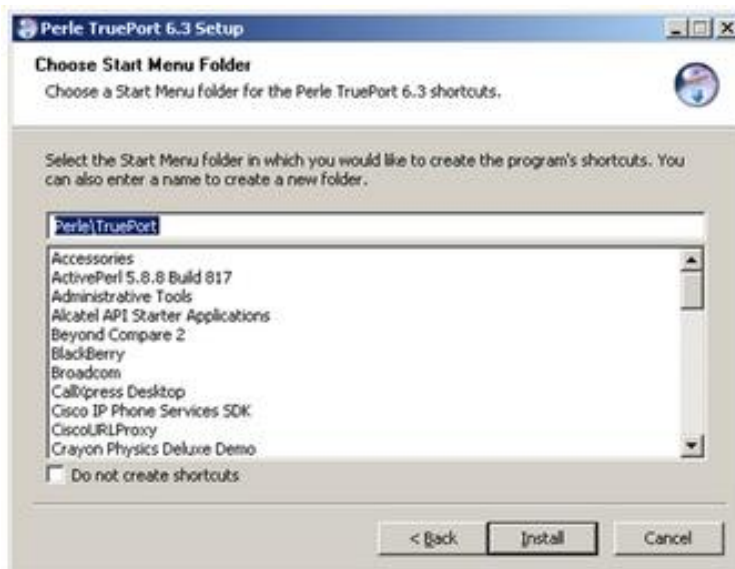 Perle TruePort 6.3 Setup
Choose Start Menu Folder
Choose a Start Menu folder for the Perle TruePort 6.3 shortcuts.
Select the Start Menu folder in which you would like to create the program's shortcuts. You
can also enter a name to create a new folder.
Perle\TruePort
Accessories
ActivePerl 5.8.8 Build 817
Administrative Tools
Alcatel API Starter Applications
Beyond Compare 2
BlackBerry
Broadcom
CallXpress Desktop
Cisco IP Phone Services SDK
CiscoURLProxy
Crayon Physics Deluxe Demo
Do not create shortcuts
< Back Install Cancel